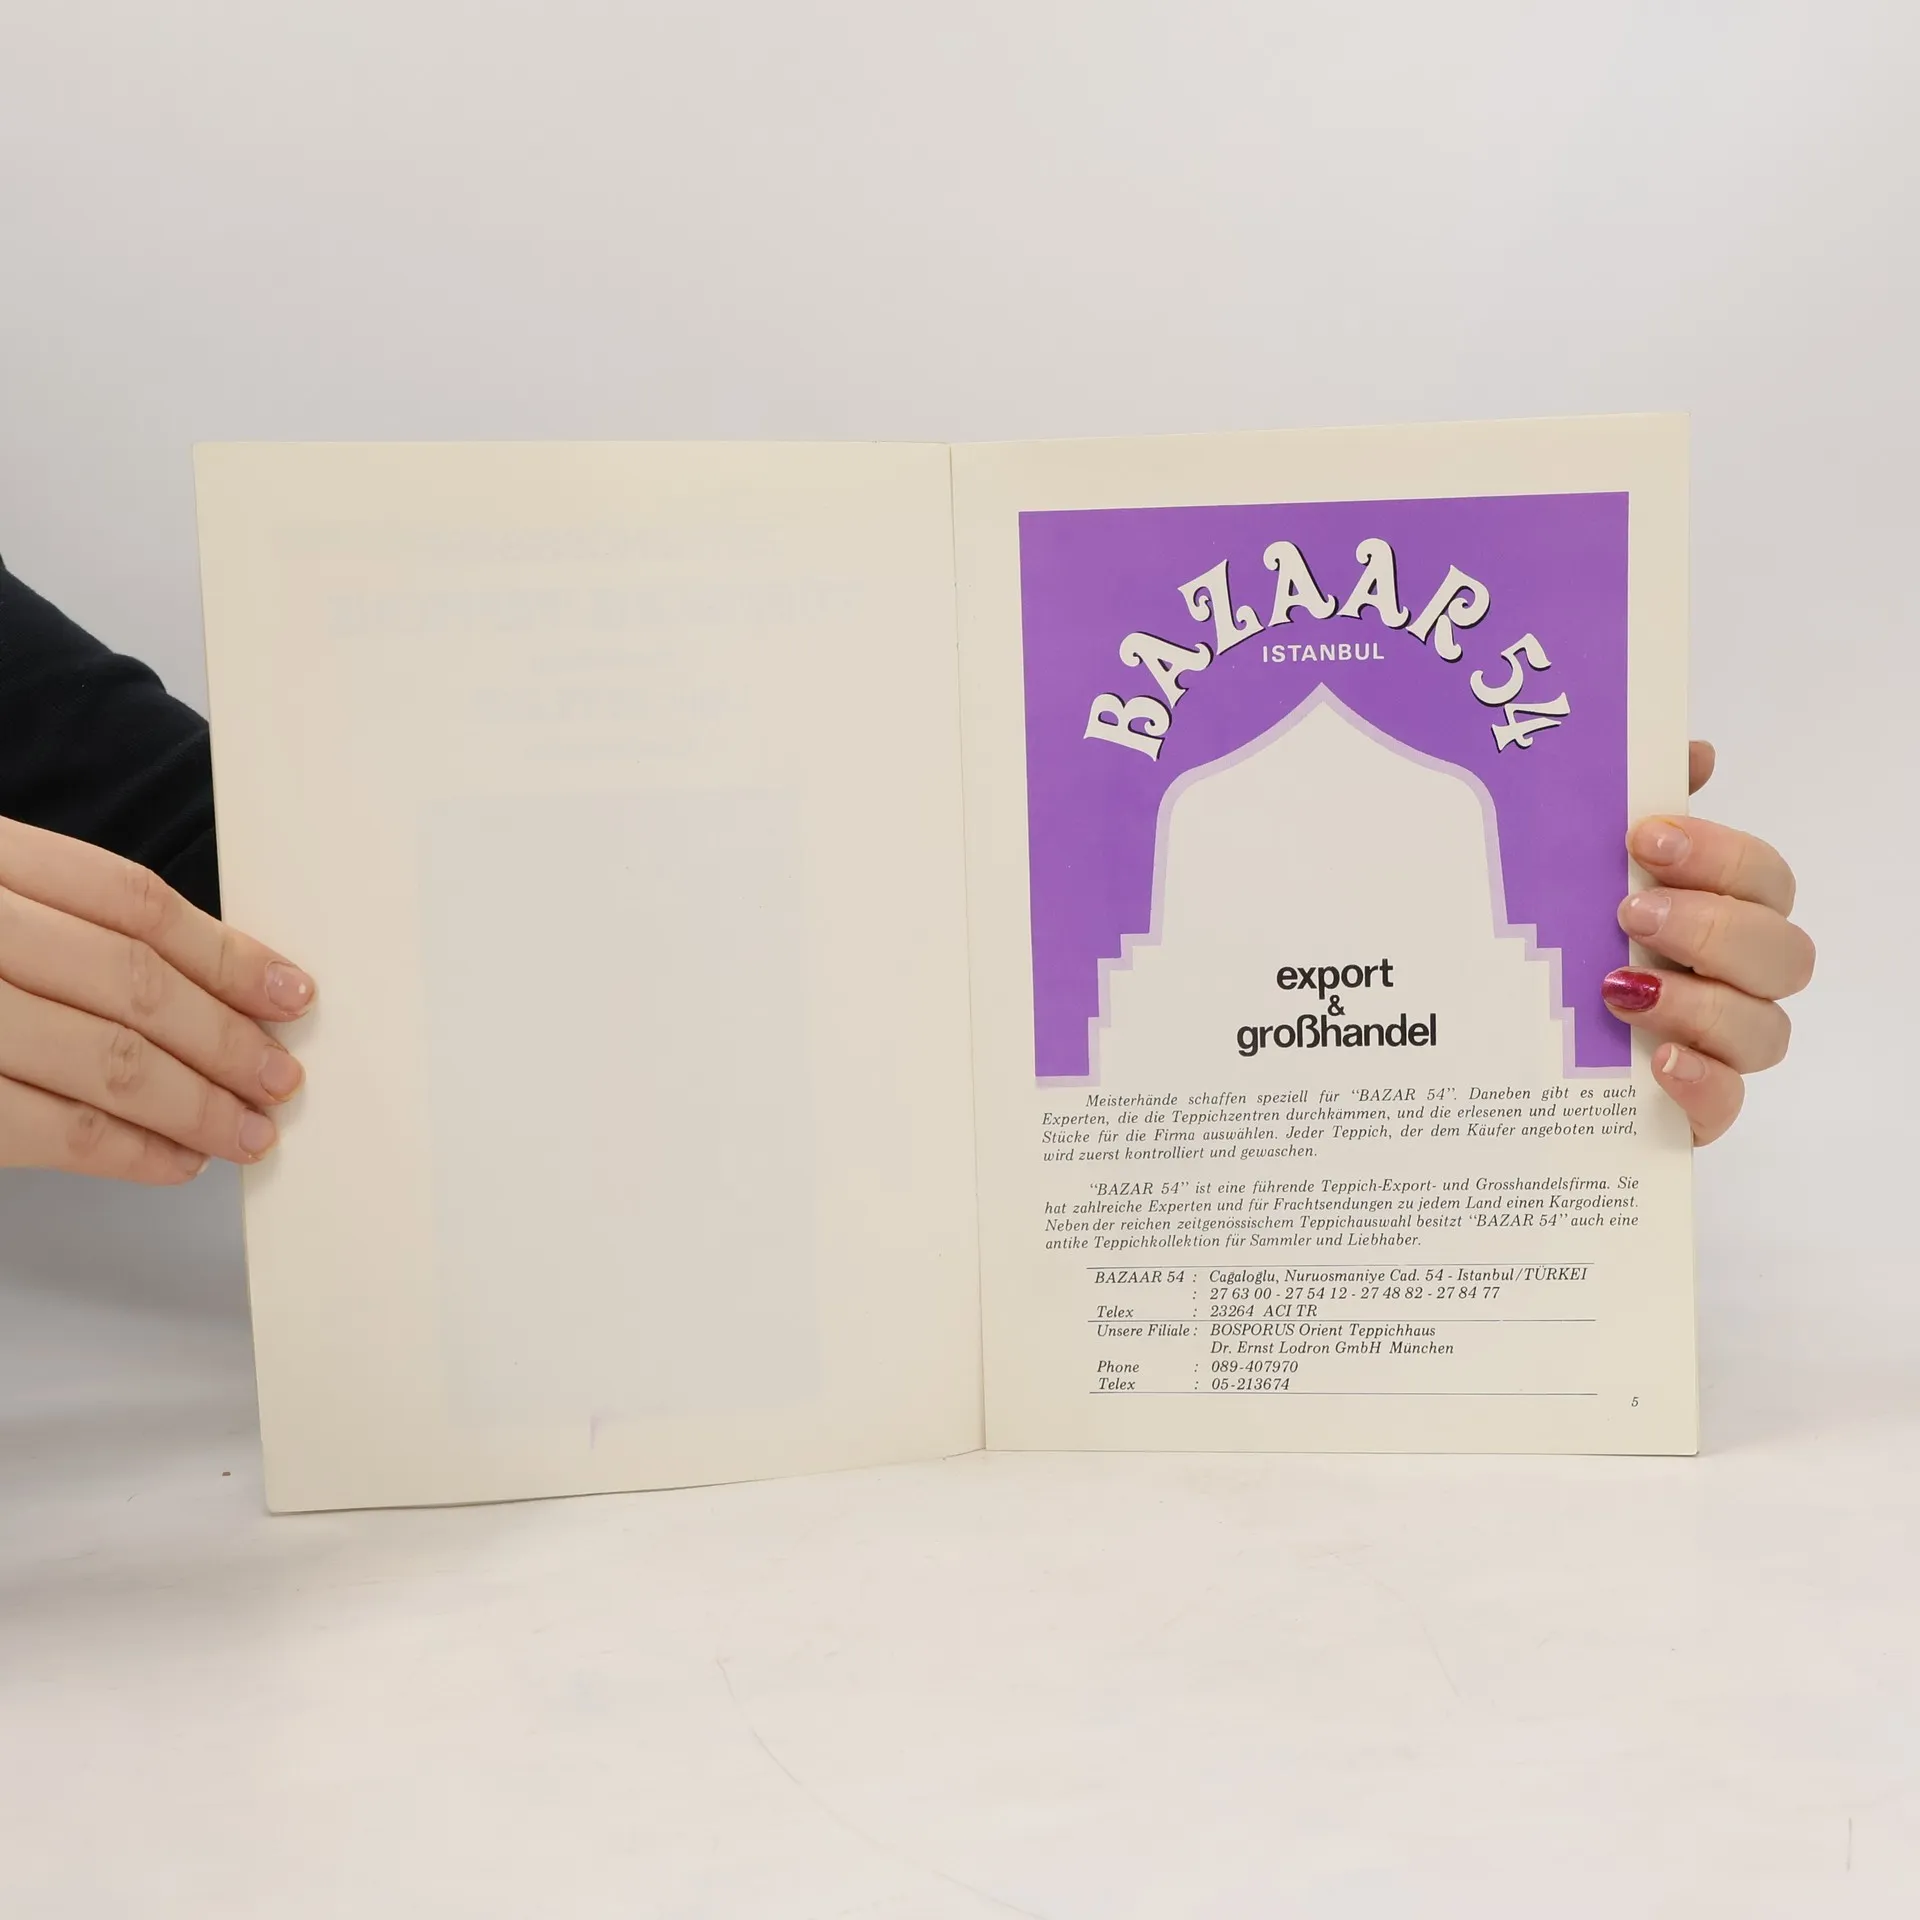 BAZAAR 54
ISTANBUL
export
&
großhandel
Meisterhände schaffen speziell für “BAZAR 54”. Daneben gibt es auch
Experten, die die Teppichzentren durchkämmen, und die erlesenen und wertvollen
Stücke für die Firma auswählen. Jeder Teppich, der dem Käufer angeboten wird,
wird zuerst kontrolliert und gewaschen.
“BAZAR 54” ist eine führende Teppich-Export- und Grosshandelsfirma. Sie
hat zahlreiche Experten und für Frachtsendungen zu jedem Land einen Kargodienst.
Neben der reichen zeitgenössischem Teppichauswahl besitzt “BAZAR 54” auch eine
antike Teppichkollektion für Sammler und Liebhaber.
BAZAAR 54 : Cağaloğlu, Nuruosmaniye Cad. 54 - Istanbul/TÜRKEI
: 27 63 00 - 27 54 12 - 27 48 82 - 27 84 77
Telex : 23264 ACI TR
Unsere Filiale : BOSPORUS Orient Teppichhaus
Dr. Ernst Lodron GmbH München
Phone : 089-407970
Telex : 05-213674
5